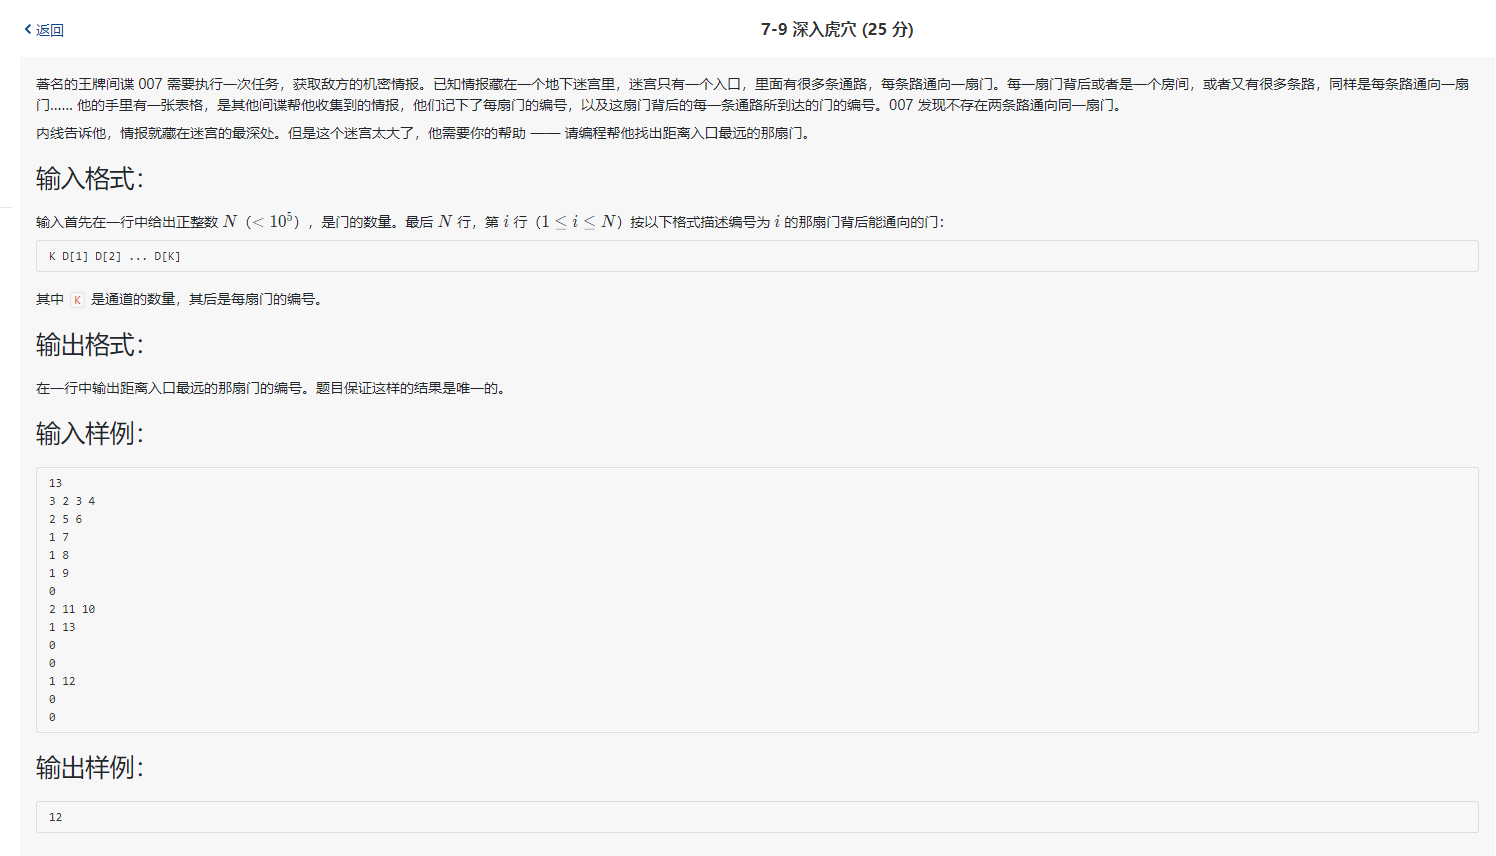 返回
7-9 深入虎穴 (25 分)
著名的王牌间谍 007 需要执行一次任务，获取敌方的机密情报。已知情报藏在一个地下迷宫里，迷宫只有一个入口，里面有很多条通路，每条路通向一扇门。每一扇门背后或者是一个房间，或者又有很多条路，同样是每条路通向一扇
门…… 他的手里有一张表格，是其他间谍帮他收集到的情报，他们记下了每扇门的编号，以及这扇门背后的每一条通路所到达的门的编号。007 发现不存在两条路通向同一扇门。
内线告诉他，情报就藏在迷宫的最深处。但是这个迷宫太大了，他需要你的帮助 —— 请编程帮他找出距离入口最远的那扇门。
输入格式：
输入首先在一行中给出正整数 N（< 10⁵），是门的数量。最后 N 行，第 i 行（1 ≤ i ≤ N）按以下格式描述编号为 i 的那扇门背后能通向的门：
K D[1] D[2] ... D[K]
其中 K 是通道的数量，其后是每扇门的编号。
输出格式：
在一行中输出距离入口最远的那扇门的编号。题目保证这样的结果是唯一的。
输入样例：
13
3 2 3 4
2 5 6
1 7
1 8
1 9
0
2 11 10
1 13
0
0
1 12
0
0
输出样例：
12